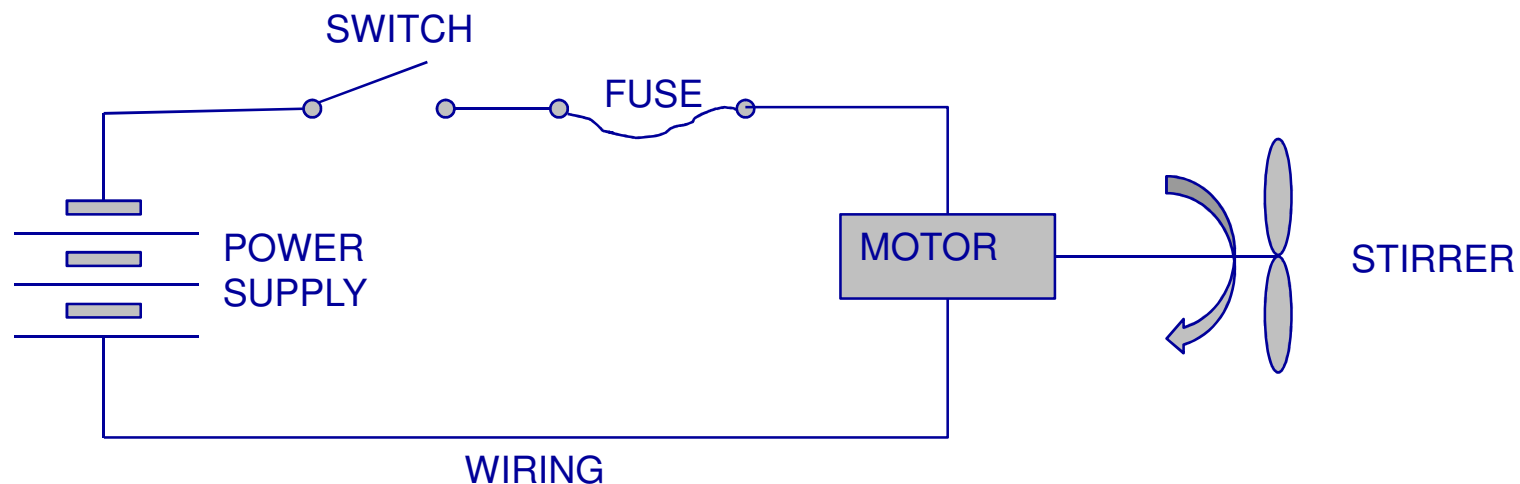 SWITCH
FUSE
POWER
SUPPLY
MOTOR
STIRRER
WIRING